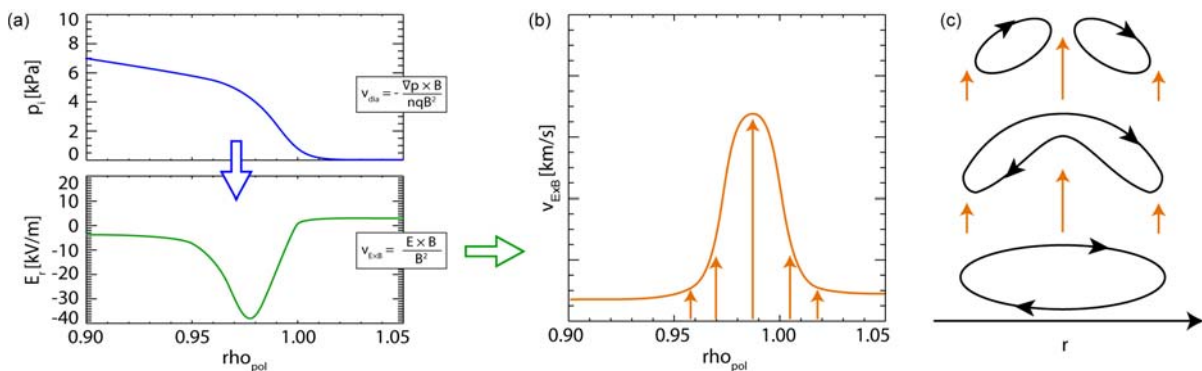 (a)
10
8
6
4
2
0
p_i [kPa]
v_dia = - ∇p × B / nqB²
20
10
0
-10
-20
-30
-40
E_r [kV/m]
v_E×B = E × B / B²
0.90 0.95 1.00 1.05
rho_pol
(b)
v_ExB [km/s]
0.90 0.95 1.00 1.05
rho_pol
(c)
r